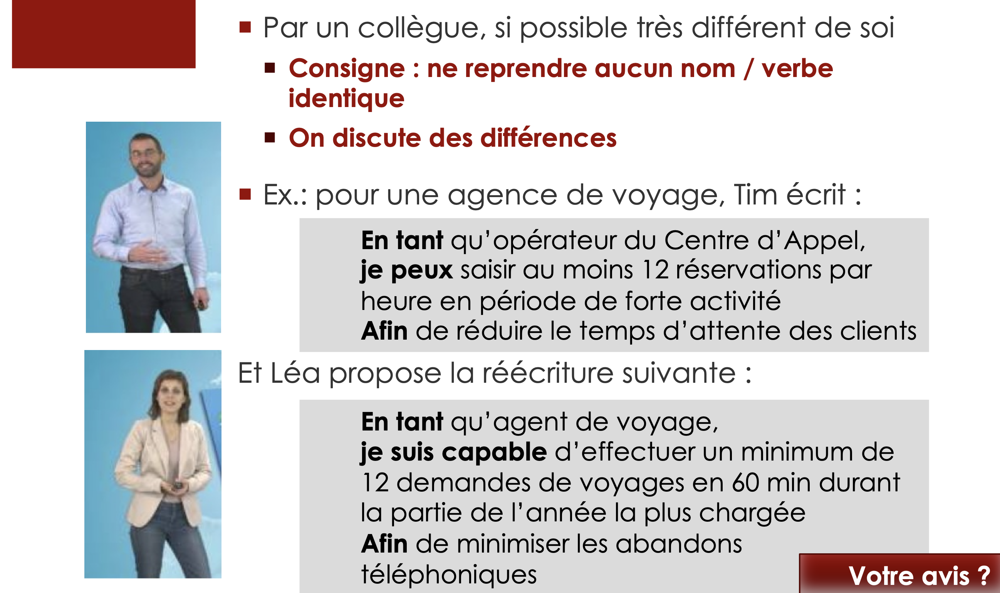 Par un collègue, si possible très différent de soi
Consigne : ne reprendre aucun nom / verbe
identique
On discute des différences
Ex.: pour une agence de voyage, Tim écrit :
En tant qu’opérateur du Centre d’Appel,
je peux saisir au moins 12 réservations par
heure en période de forte activité
Afin de réduire le temps d’attente des clients
Et Léa propose la réécriture suivante :
En tant qu’agent de voyage,
je suis capable d’effectuer un minimum de
12 demandes de voyages en 60 min durant
la partie de l’année la plus chargée
Afin de minimiser les abandons
téléphoniques
Votre avis ?